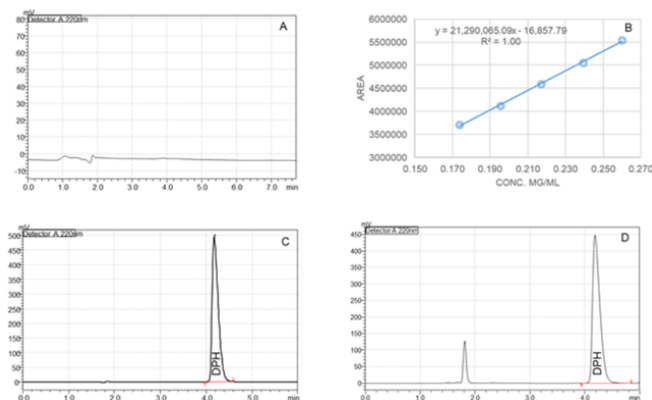 mV
Detector A 220nm
A
80
70
60
50
40
30
20
10
0
-10
0.0 1.0 2.0 3.0 4.0 5.0 6.0 7.0 min
B
y = 21,290,065.09x - 16,857.79
R² = 1.00
AREA
6000000
5500000
5000000
4500000
4000000
3500000
3000000
0.150 0.170 0.190 0.210 0.230 0.250 0.270
CONC. MG/ML
mV
Detector A 220nm
C
500
450
400
350
300
250
200
150
100
50
0
DPH
0.0 1.0 2.0 3.0 4.0 5.0 min
mV
Detector A 220nm
D
450
400
350
300
250
200
150
100
50
0
DPH
0.0 1.0 2.0 3.0 4.0 min